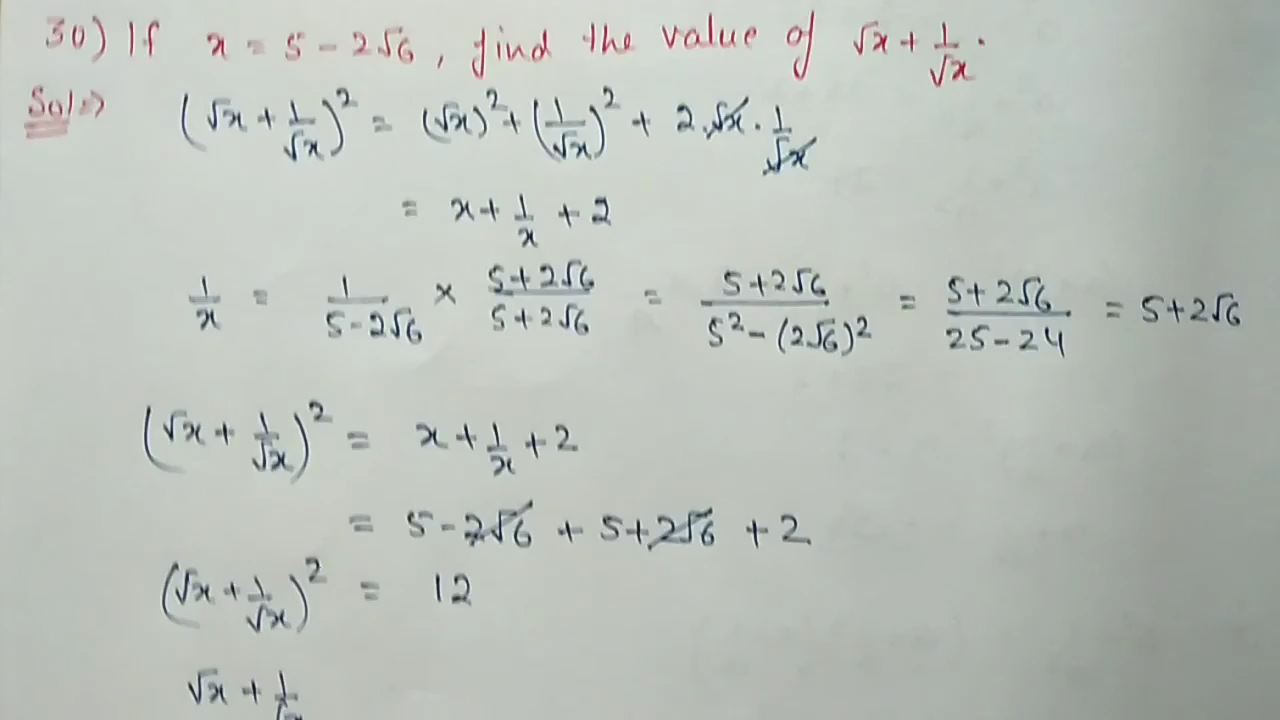 30) If x = 5 - 2√6, find the value of √x + 1/√x.
Sol⇒ (√x + 1/√x)² = (√x)² + (1/√x)² + 2.√x . 1/√x
= x + 1/x + 2
1/x = 1/(5-2√6) × (5+2√6)/(5+2√6) = (5+2√6)/(5² - (2√6)²) = (5+2√6)/(25-24) = 5+2√6
(√x + 1/√x)² = x + 1/x + 2
= 5 - 2√6 + 5 + 2√6 + 2
(√x + 1/√x)² = 12
√x + 1/√x